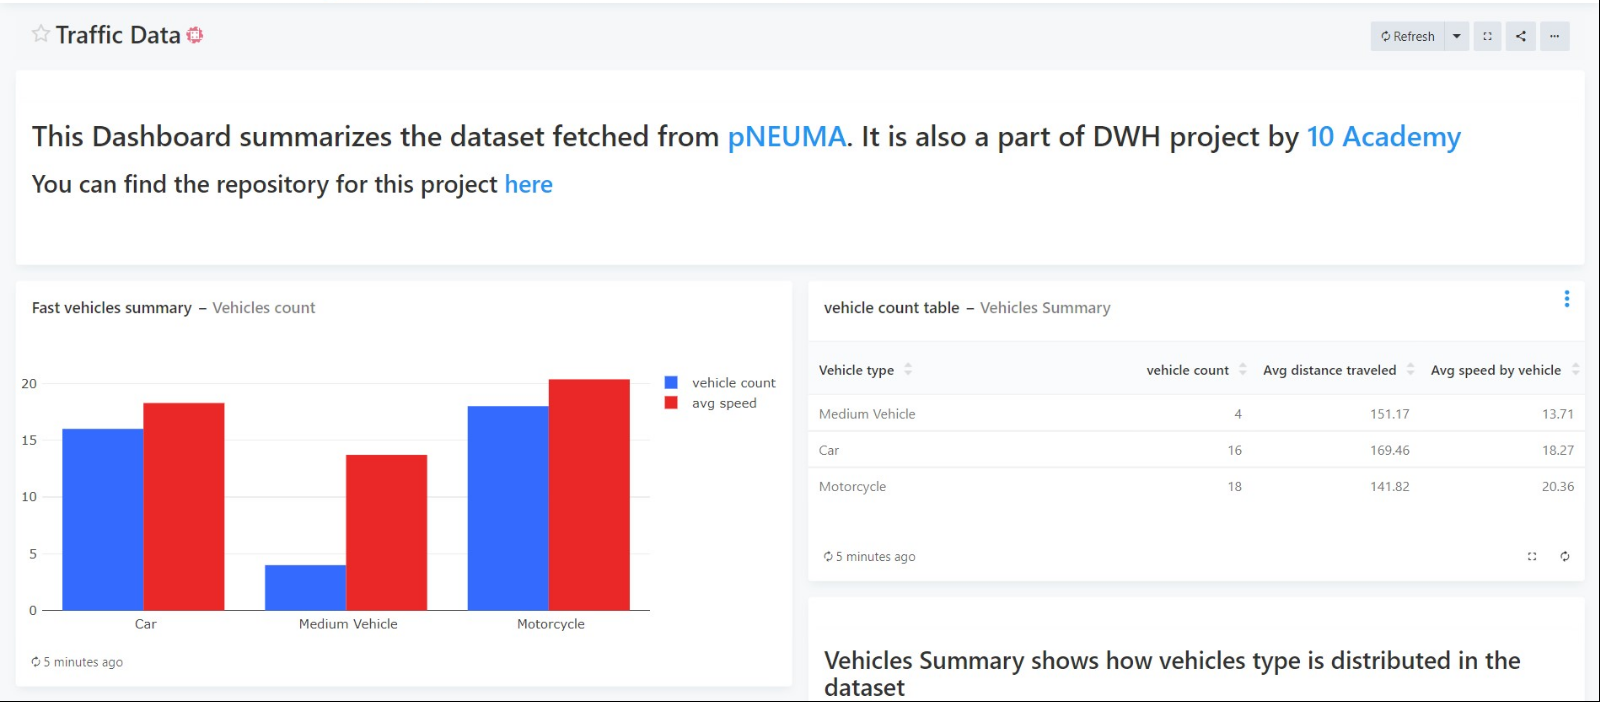 Traffic Data
Refresh
This Dashboard summarizes the dataset fetched from pNEUMA. It is also a part of DWH project by 10 Academy
You can find the repository for this project here
Fast vehicles summary – Vehicles count
20
15
10
5
0
Car
Medium Vehicle
Motorcycle
vehicle count
avg speed
5 minutes ago
vehicle count table – Vehicles Summary
Vehicle type vehicle count Avg distance traveled Avg speed by vehicle
Medium Vehicle 4 151.17 13.71
Car 16 169.46 18.27
Motorcycle 18 141.82 20.36
5 minutes ago
Vehicles Summary shows how vehicles type is distributed in the
dataset